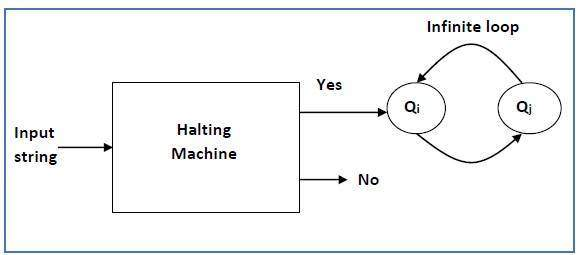 Infinite loop
Yes
Qi
Qj
Input
string
Halting
Machine
No